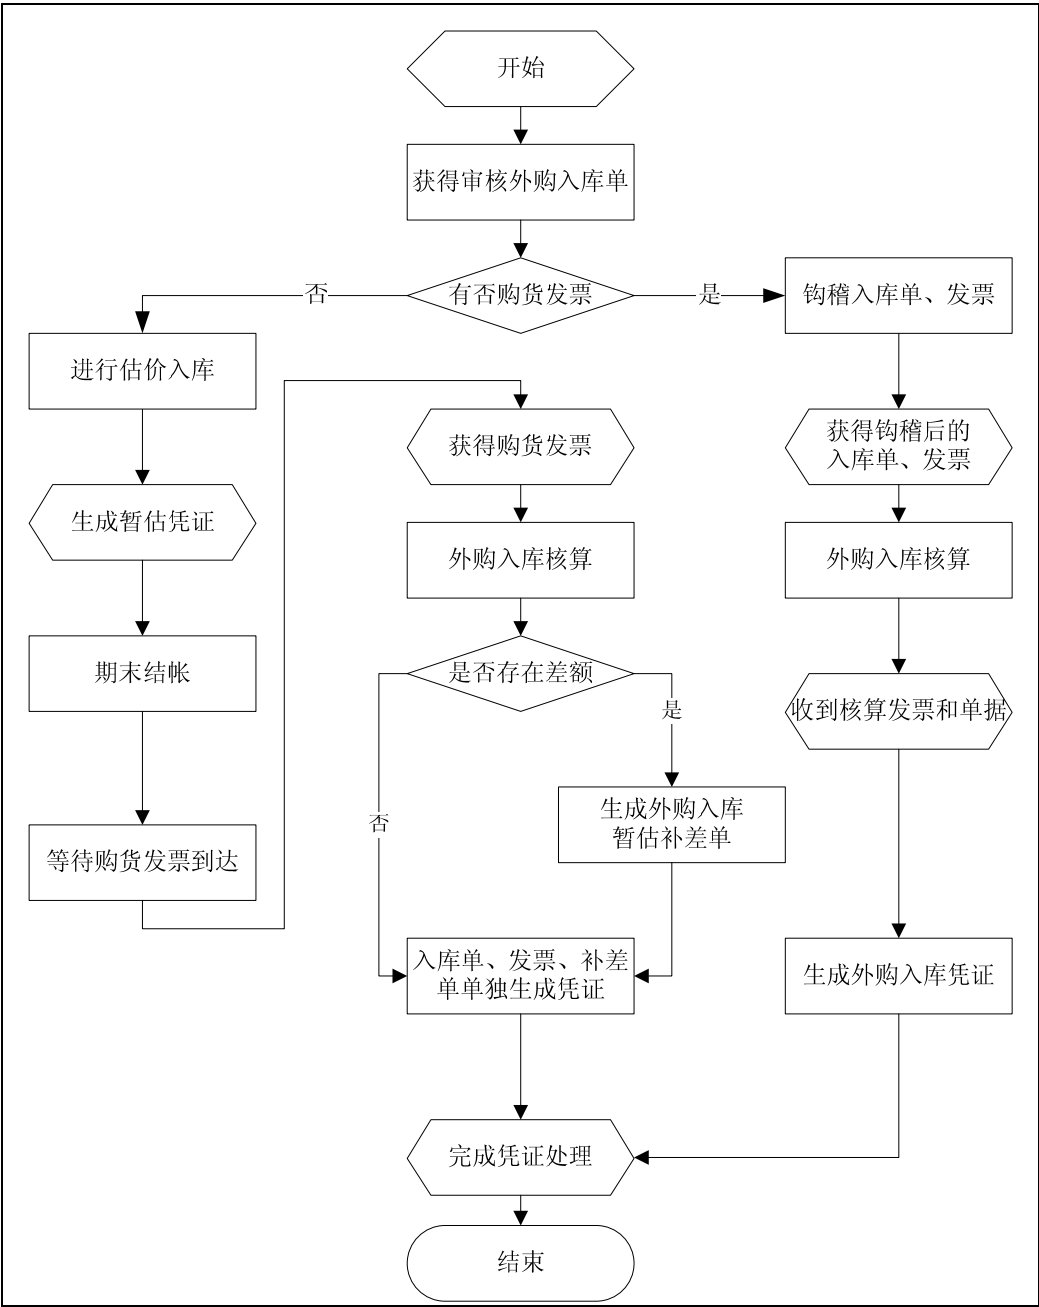 开始
获得审核外购入库单
有否购货发票
否
是
钩稽入库单、发票
进行估价入库
获得购货发票
获得钩稽后的
入库单、发票
生成暂估凭证
外购入库核算
外购入库核算
期末结帐
是否存在差额
是
收到核算发票和单据
否
生成外购入库
暂估补差单
等待购货发票到达
入库单、发票、补差
单单独生成凭证
生成外购入库凭证
完成凭证处理
结束